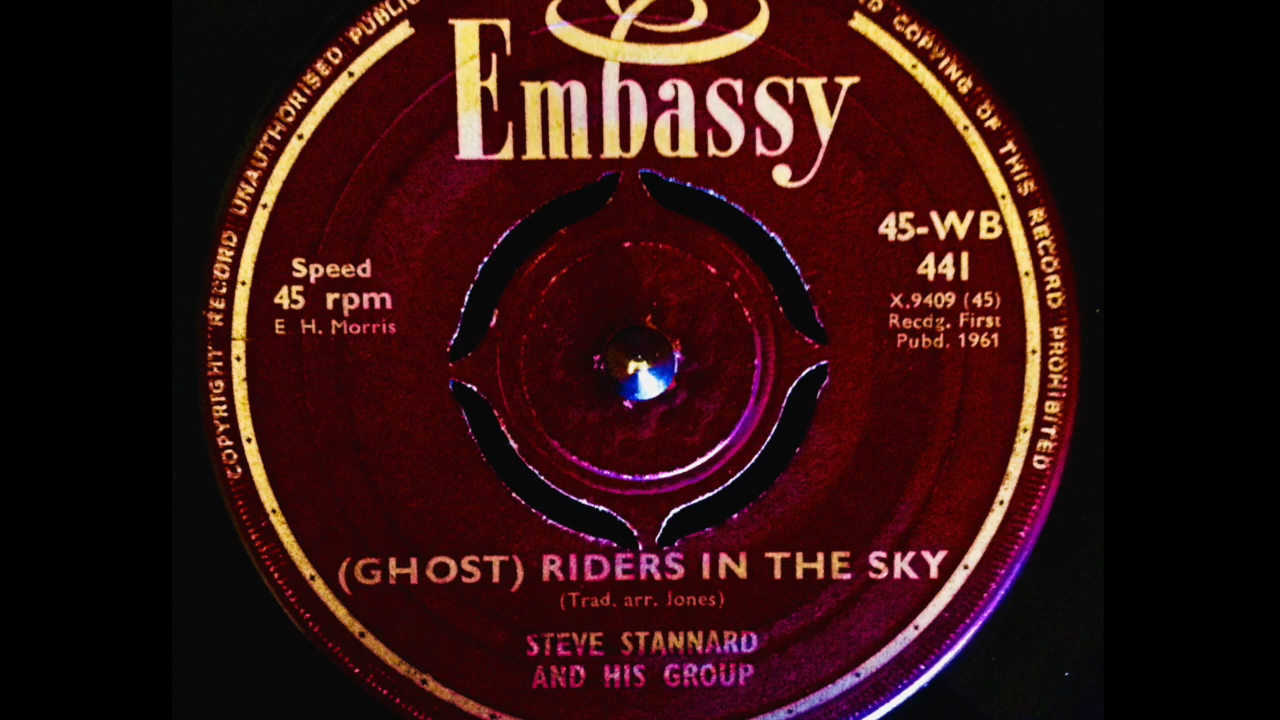 COPYRIGHT RECORD UNAUTHORISED PUBLIC
COPYING OF THIS RECORD PROHIBITED
Embassy
45-WB
441
X.9409 (45)
Recdg. First
Pubd. 1961
Speed
45 rpm
E H. Morris
(GHOST) RIDERS IN THE SKY
(Trad. arr. Jones)
STEVE STANNARD
AND HIS GROUP